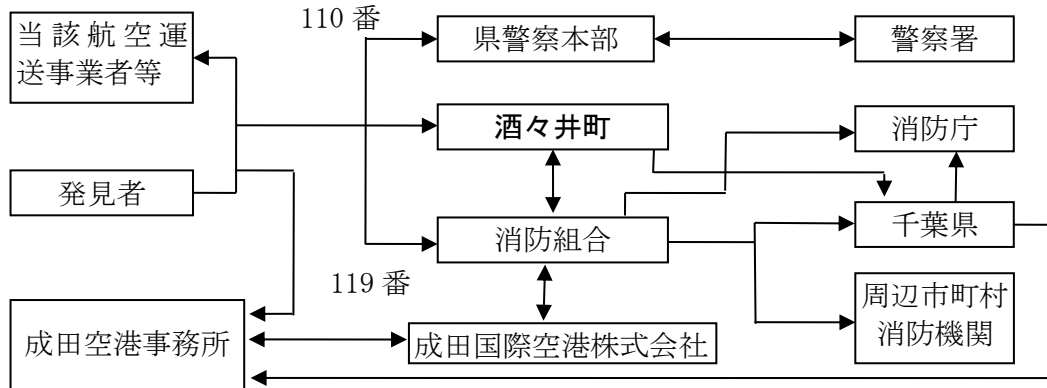 110 番
当該航空運
送事業者等
県警察本部
警察署
酒々井町
消防庁
発見者
消防組合
千葉県
119 番
周辺市町村
消防機関
成田空港事務所
成田国際空港株式会社